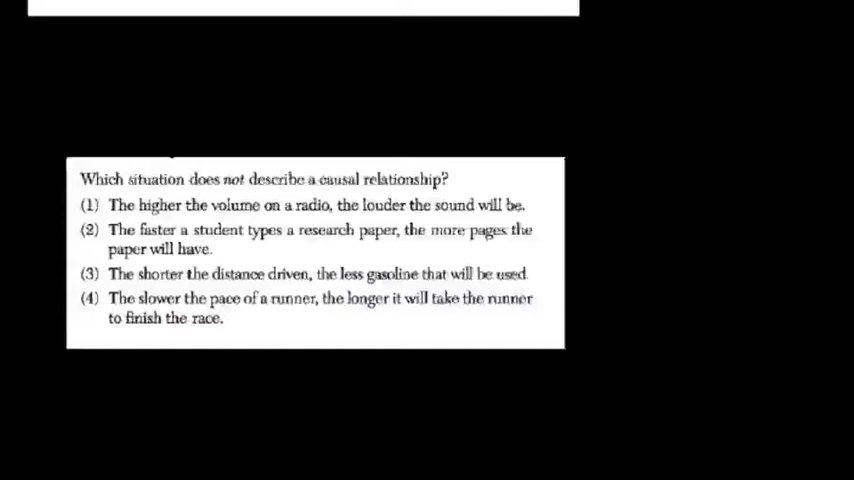 Which situation does not describe a causal relationship?
(1) The higher the volume on a radio, the louder the sound will be.
(2) The faster a student types a research paper, the more pages the
paper will have.
(3) The shorter the distance driven, the less gasoline that will be used.
(4) The slower the pace of a runner, the longer it will take the runner
to finish the race.